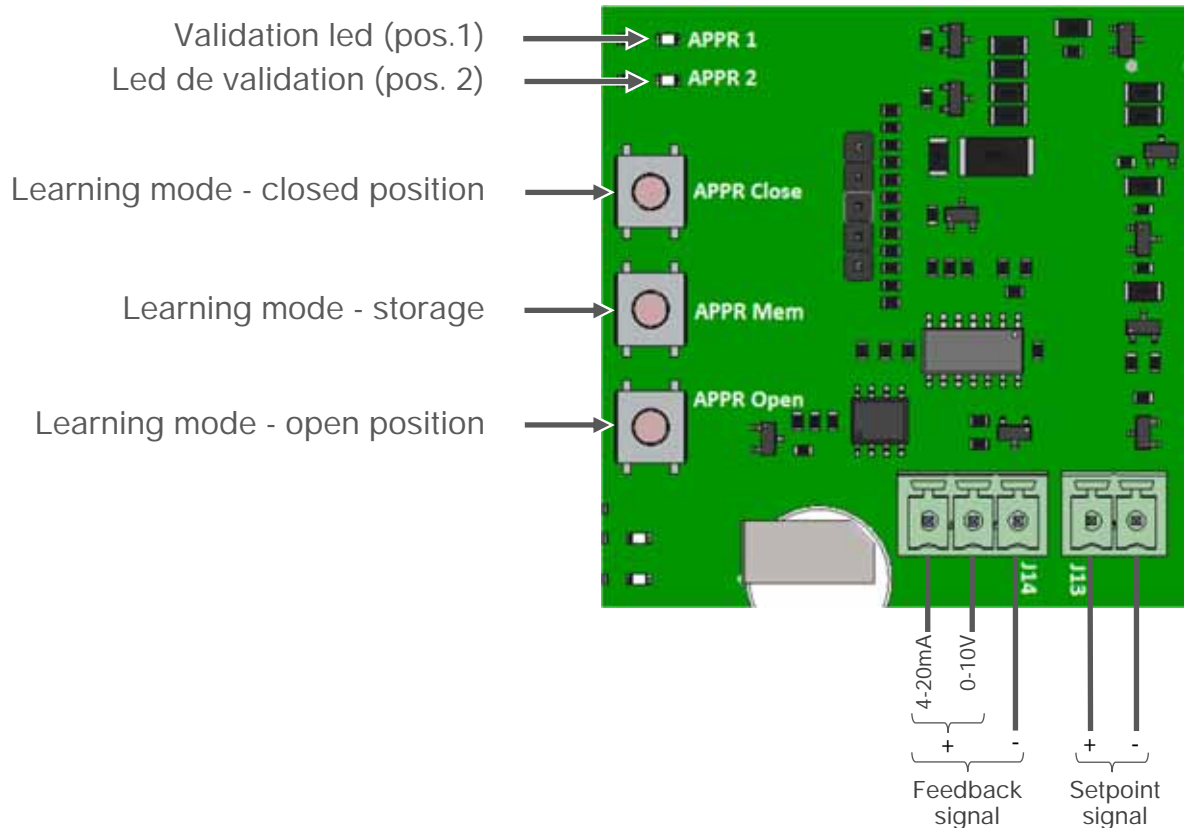 Validation led (pos.1)
APPR 1
Led de validation (pos. 2)
APPR 2
Learning mode - closed position
APPR Close
Learning mode - storage
APPR Mem
Learning mode - open position
APPR Open
J14
J13
4-20mA
0-10V
+
-
+
-
Feedback
signal
Setpoint
signal